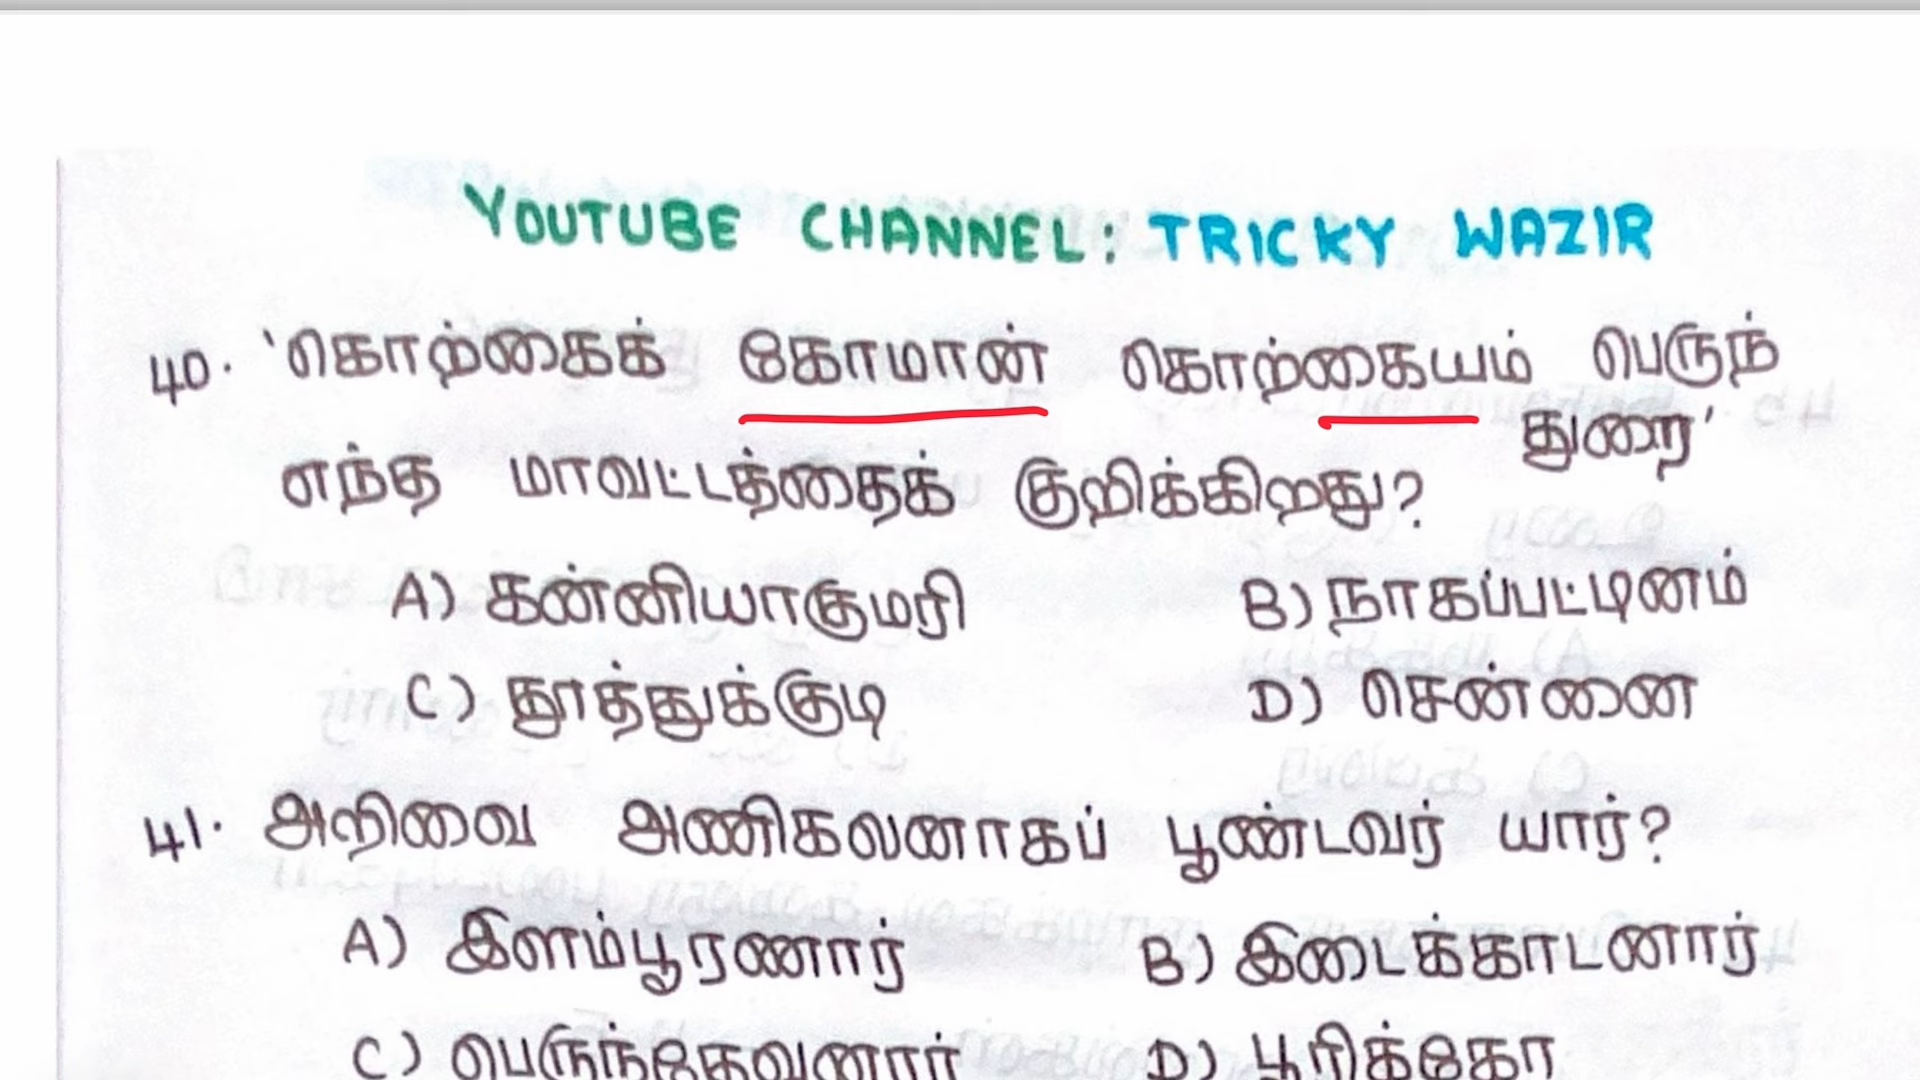 YOUTUBE CHANNEL: TRICKY WAZIR
40. 'கொற்கைக் கோமான் கொற்கையம் பெருந்
துறை'
எந்த மாவட்டத்தைக் குறிக்கிறது?
A) கன்னியாகுமரி B) நாகப்பட்டினம்
C) தூத்துக்குடி D) சென்னை
41. அறிவை அணிகலனாகப் பூண்டவர் யார்?
A) இளம்பூரணார் B) இடைக்காடனார்
C) பெருந்தேவனார் D) பூரிக்கோ